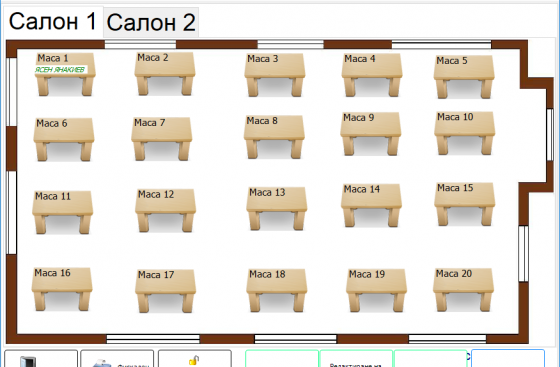 Салон 1 Салон 2
Маса 1 Маса 2 Маса 3 Маса 4 Маса 5
ЯСЕН ЯНАКИЕВ
Маса 6 Маса 7 Маса 8 Маса 9 Маса 10
Маса 11 Маса 12 Маса 13 Маса 14 Маса 15
Маса 16 Маса 17 Маса 18 Маса 19 Маса 20
Редактиране на